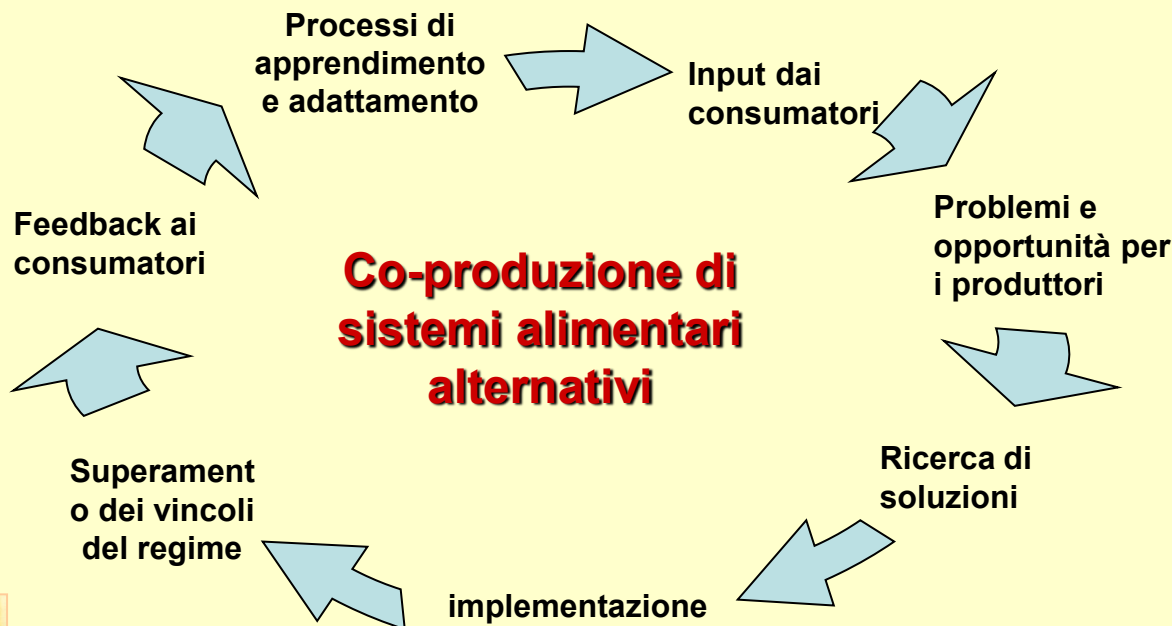 Processi di
apprendimento
e adattamento
Input dai
consumatori
Problemi e
opportunità per
i produttori
Ricerca di
soluzioni
implementazione
Superament
o dei vincoli
del regime
Feedback ai
consumatori
Co-produzione di
sistemi alimentari
alternativi